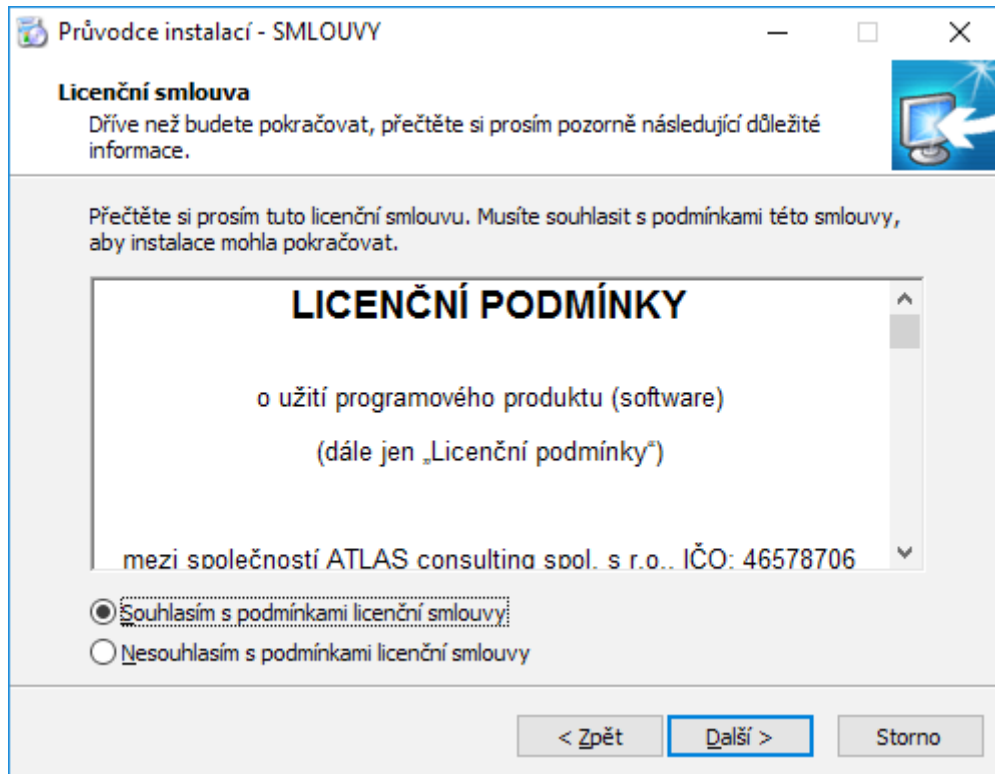 Průvodce instalací - SMLOUVY
Licenční smlouva
Dříve než budete pokračovat, přečtěte si prosím pozorně následující důležité
informace.
Přečtěte si prosím tuto licenční smlouvu. Musíte souhlasit s podmínkami této smlouvy,
aby instalace mohla pokračovat.
LICENČNÍ PODMÍNKY
o užití programového produktu (software)
(dále jen „Licenční podmínky“)
mezi společností ATLAS consulting spol. s r.o., IČO: 46578706
Souhlasím s podmínkami licenční smlouvy
Nesouhlasím s podmínkami licenční smlouvy
< Zpět
Další >
Storno